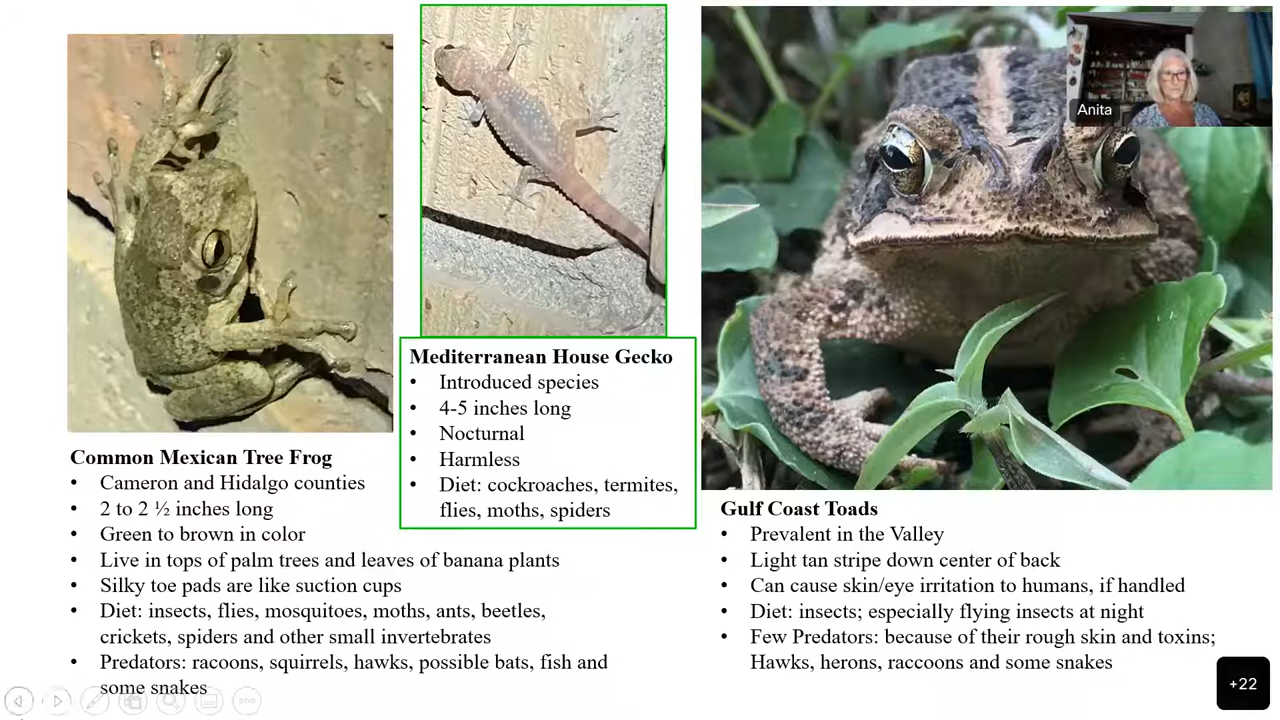 Anita
Common Mexican Tree Frog
• Cameron and Hidalgo counties
• 2 to 2 ½ inches long
• Green to brown in color
• Live in tops of palm trees and leaves of banana plants
• Silky toe pads are like suction cups
• Diet: insects, flies, mosquitoes, moths, ants, beetles,
crickets, spiders and other small invertebrates
• Predators: racoons, squirrels, hawks, possible bats, fish and
some snakes
Mediterranean House Gecko
• Introduced species
• 4-5 inches long
• Nocturnal
• Harmless
• Diet: cockroaches, termites,
flies, moths, spiders
Gulf Coast Toads
• Prevalent in the Valley
• Light tan stripe down center of back
• Can cause skin/eye irritation to humans, if handled
• Diet: insects; especially flying insects at night
• Few Predators: because of their rough skin and toxins;
Hawks, herons, raccoons and some snakes
+22